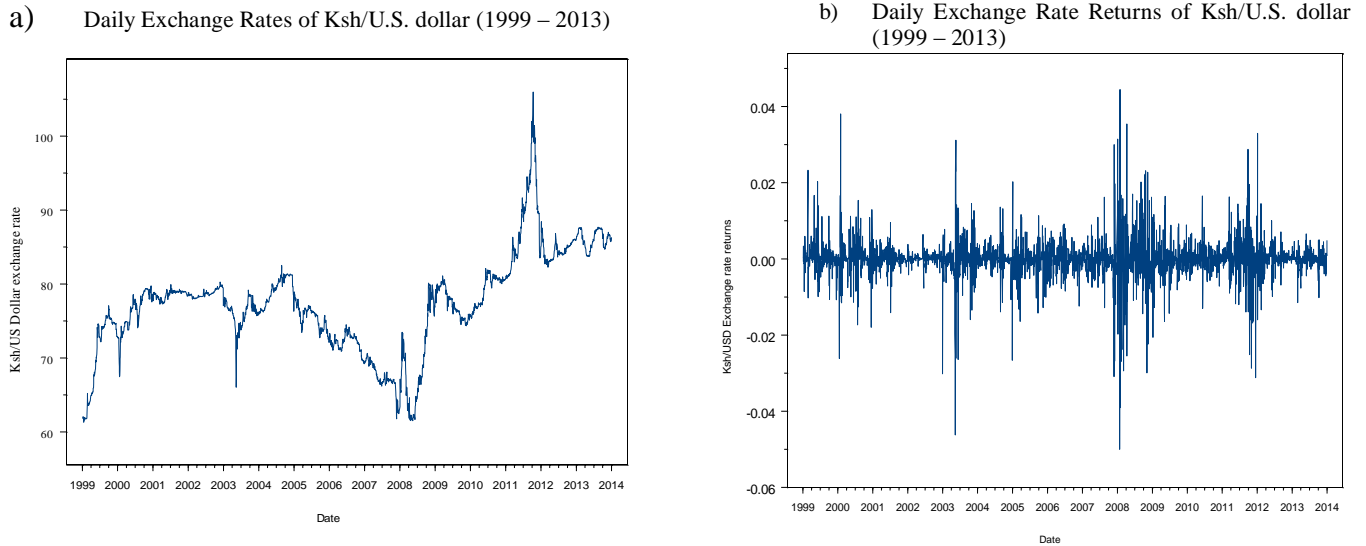 a)
Daily Exchange Rates of Ksh/U.S. dollar (1999 – 2013)
100
90
80
70
60
Ksh/US Dollar exchange rate
1999 2000 2001 2002 2003 2004 2005 2006 2007 2008 2009 2010 2011 2012 2013 2014
Date
b) Daily Exchange Rate Returns of Ksh/U.S. dollar
(1999 – 2013)
0.04
0.02
0.00
-0.02
-0.04
-0.06
Ksh/USD Exchange rate returns
1999 2000 2001 2002 2003 2004 2005 2006 2007 2008 2009 2010 2011 2012 2013 2014
Date